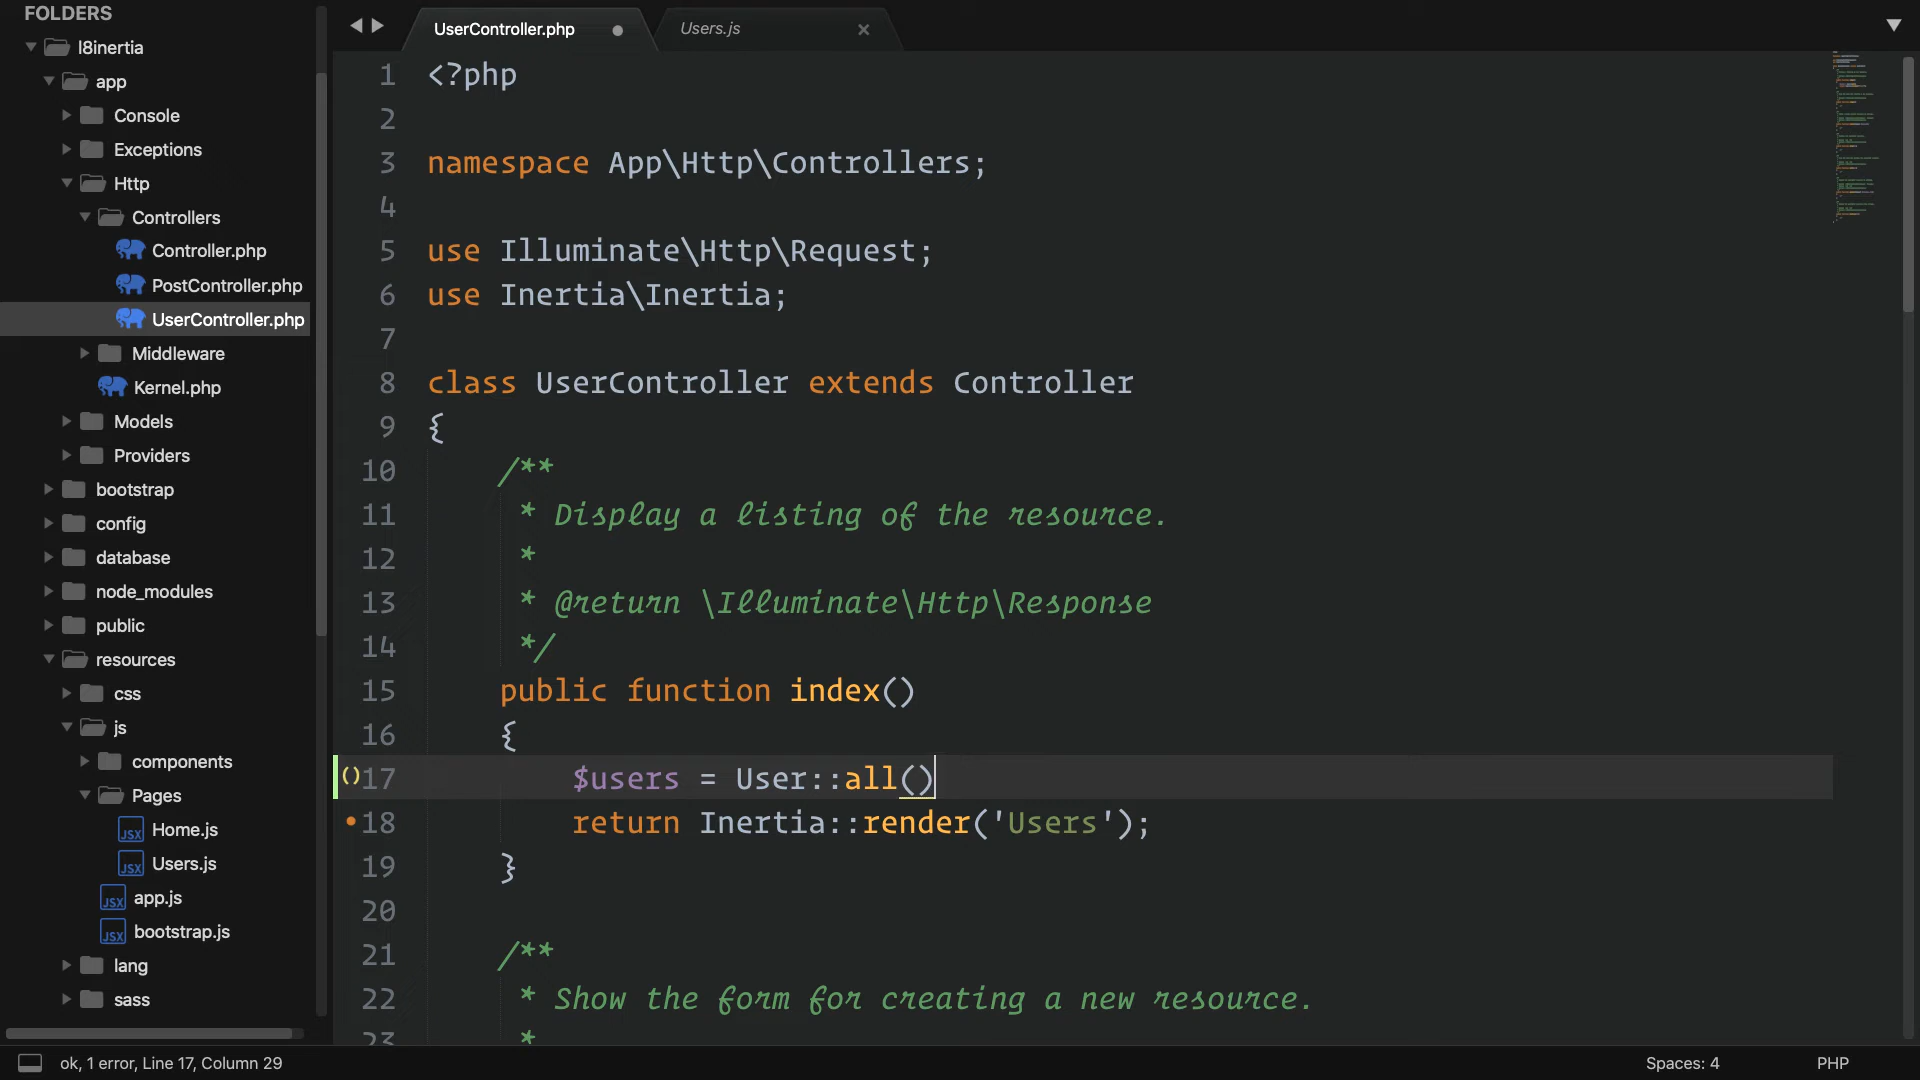 FOLDERS
l8inertia
app
Console
Exceptions
Http
Controllers
Controller.php
PostController.php
UserController.php
Middleware
Kernel.php
Models
Providers
bootstrap
config
database
node_modules
public
resources
css
js
components
Pages
JSX Home.js
JSX Users.js
JSX app.js
JSX bootstrap.js
lang
sass
UserController.php
Users.js
1 <?php
2
3 namespace App\Http\Controllers;
4
5 use Illuminate\Http\Request;
6 use Inertia\Inertia;
7
8 class UserController extends Controller
9 {
10 /**
11 * Display a listing of the resource.
12 *
13 * @return \Illuminate\Http\Response
14 */
15 public function index()
16 {
()17 $users = User::all()
18 return Inertia::render('Users');
19 }
20
21 /**
22 * Show the form for creating a new resource.
23 *
ok, 1 error, Line 17, Column 29
Spaces: 4
PHP